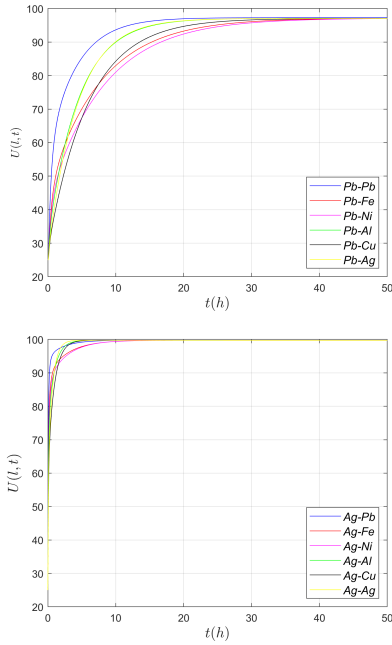 100
90
80
70
60
50
40
30
20
U(l,t)
Pb-Pb
Pb-Fe
Pb-Ni
Pb-Al
Pb-Cu
Pb-Ag
0 10 20 30 40 50
t(h)
100
90
80
70
60
50
40
30
20
U(l,t)
Ag-Pb
Ag-Fe
Ag-Ni
Ag-Al
Ag-Cu
Ag-Ag
0 10 20 30 40 50
t(h)